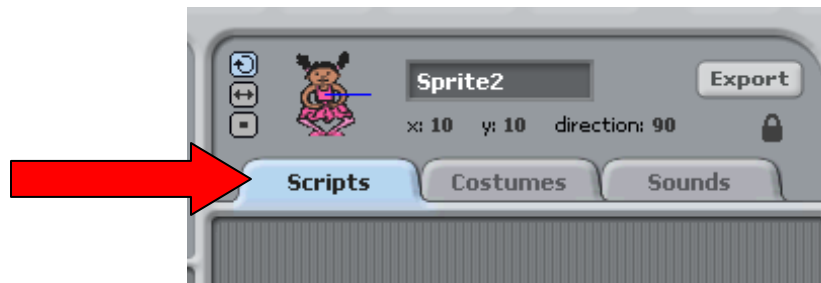 Sprite2 Export
x: 10 y: 10 direction: 90
Scripts Costumes Sounds